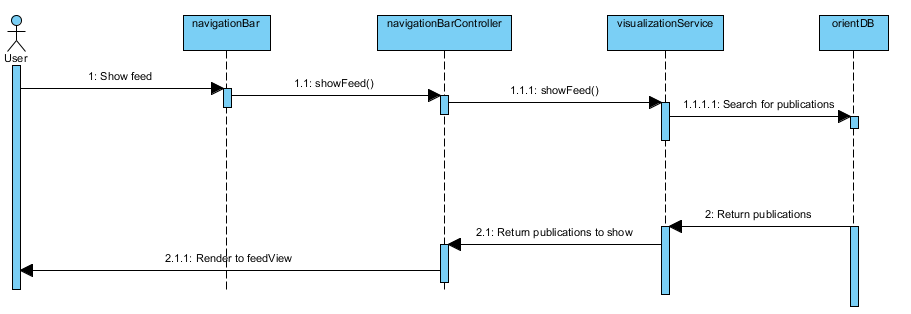 navigationBar
navigationBarController
visualizationService
orientDB
User
1: Show feed
1.1: showFeed()
1.1.1: showFeed()
1.1.1.1: Search for publications
2: Return publications
2.1: Return publications to show
2.1.1: Render to feedView